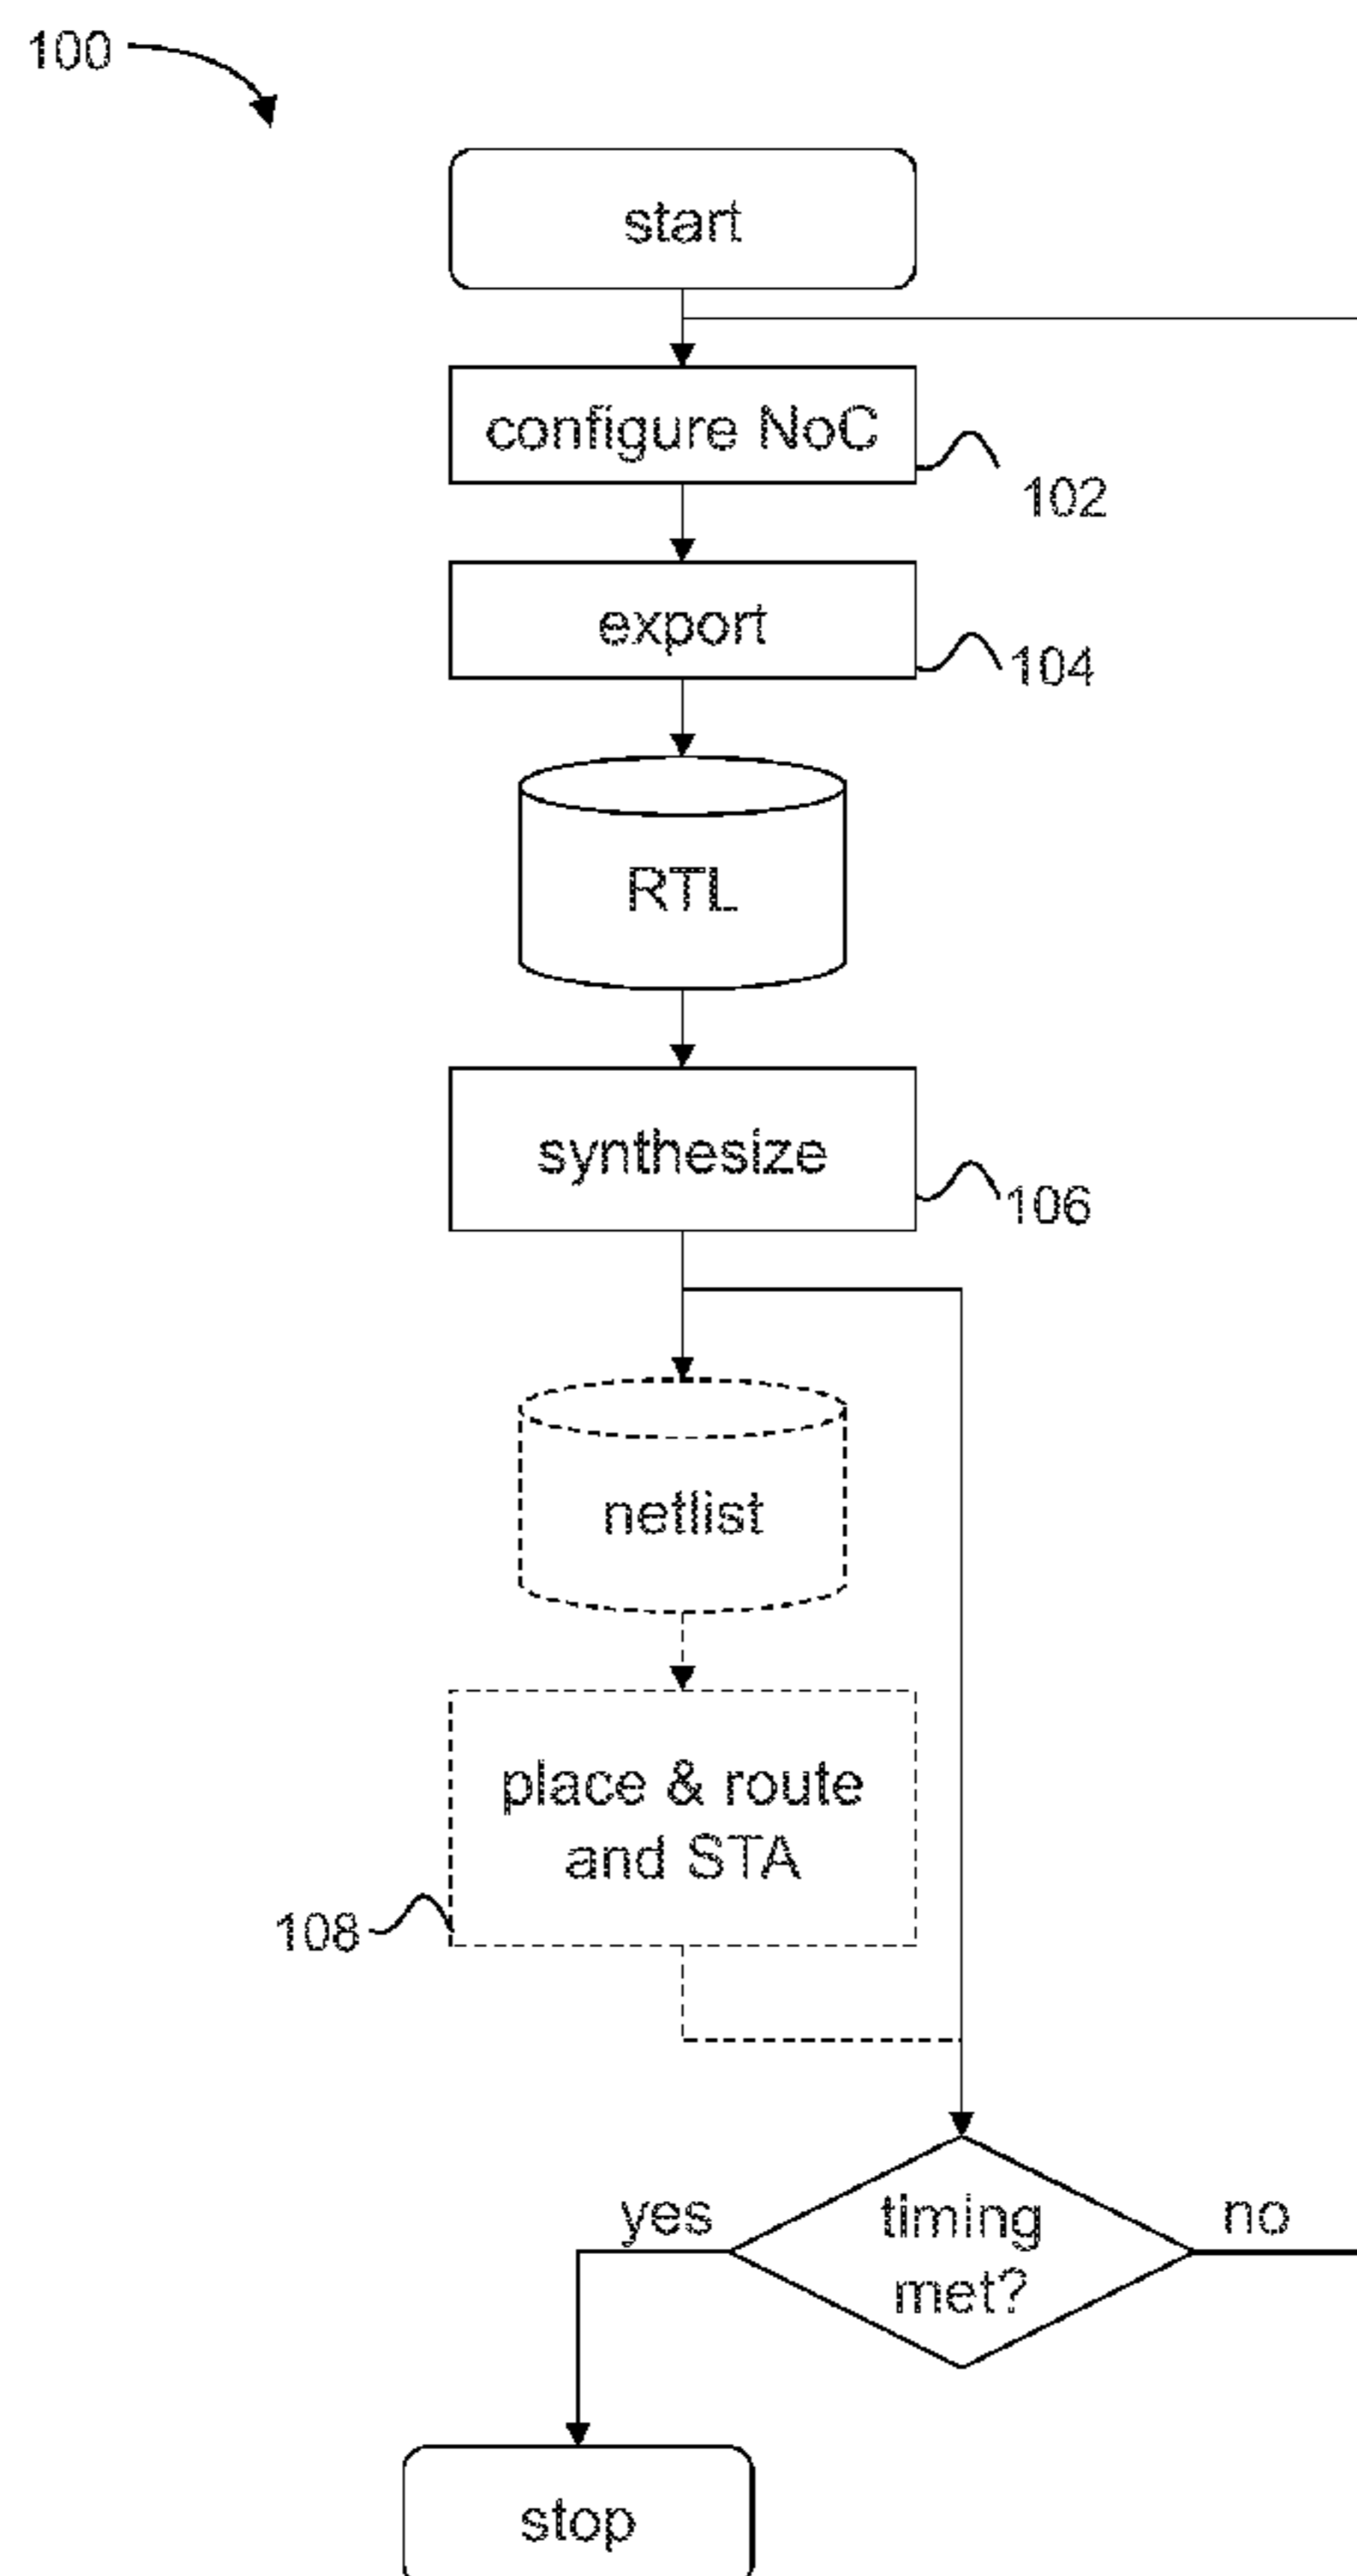 100
start
configure NoC
102
export
104
RTL
synthesize
106
netlist
place & route
and STA
108
yes
timing
met?
no
stop